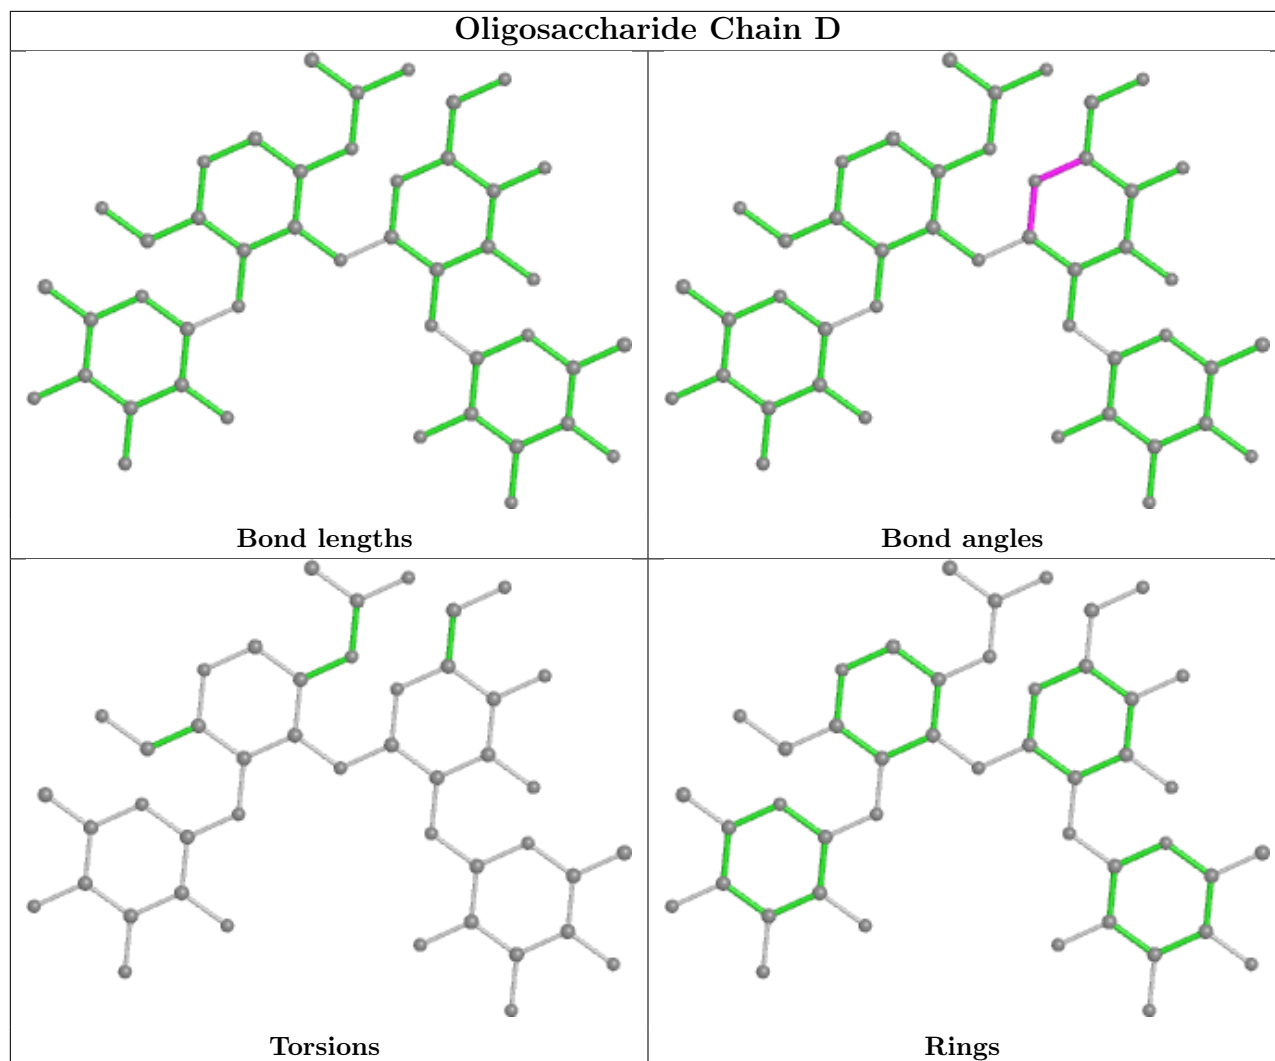 Oligosaccharide Chain D
Bond lengths
Bond angles
Torsions
Rings